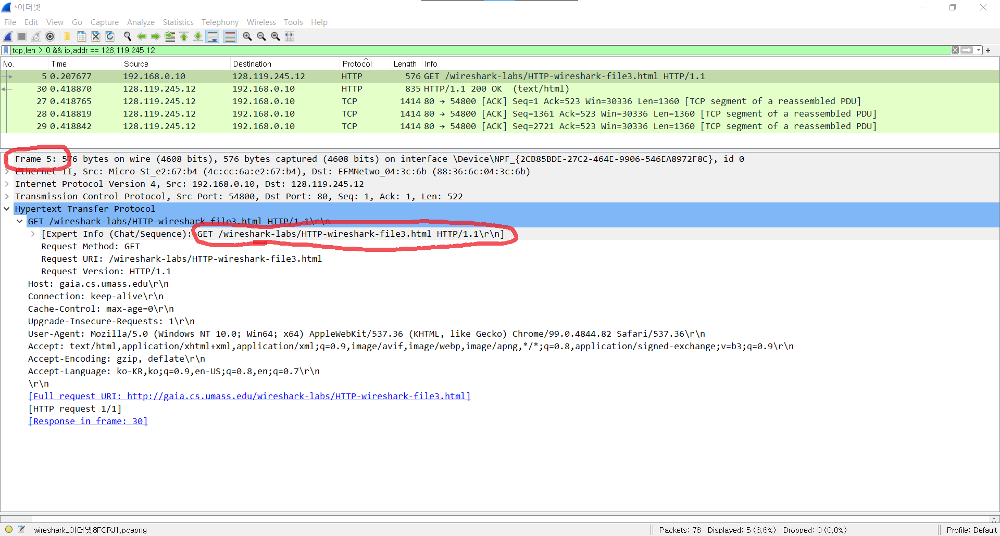 *이더넷
File Edit View Go Capture Analyze Statistics Telephony Wireless Tools Help
tcp.len > 0 && ip.addr == 128.119.245.12
No. Time Source Destination Protocol Length Info
5 0.207677 192.168.0.10 128.119.245.12 HTTP 576 GET /wireshark-labs/HTTP-wireshark-file3.html HTTP/1.1
30 0.418870 128.119.245.12 192.168.0.10 HTTP 835 HTTP/1.1 200 OK (text/html)
27 0.418765 128.119.245.12 192.168.0.10 TCP 1414 80 → 54800 [ACK] Seq=1 Ack=523 Win=30336 Len=1360 [TCP segment of a reassembled PDU]
28 0.418819 128.119.245.12 192.168.0.10 TCP 1414 80 → 54800 [ACK] Seq=1361 Ack=523 Win=30336 Len=1360 [TCP segment of a reassembled PDU]
29 0.418842 128.119.245.12 192.168.0.10 TCP 1414 80 → 54800 [ACK] Seq=2721 Ack=523 Win=30336 Len=1360 [TCP segment of a reassembled PDU]
Frame 5: 576 bytes on wire (4608 bits), 576 bytes captured (4608 bits) on interface \Device\NPF_{2CB85BDE-27C2-464E-9906-546EA8972F8C}, id 0
Ethernet II, Src: Micro-St_e2:67:b4 (4c:cc:6a:e2:67:b4), Dst: EFMNetwo_04:3c:6b (88:36:6c:04:3c:6b)
Internet Protocol Version 4, Src: 192.168.0.10, Dst: 128.119.245.12
Transmission Control Protocol, Src Port: 54800, Dst Port: 80, Seq: 1, Ack: 1, Len: 522
Hypertext Transfer Protocol
GET /wireshark-labs/HTTP-wireshark-file3.html HTTP/1.1\r\n
[Expert Info (Chat/Sequence): GET /wireshark-labs/HTTP-wireshark-file3.html HTTP/1.1\r\n]
Request Method: GET
Request URI: /wireshark-labs/HTTP-wireshark-file3.html
Request Version: HTTP/1.1
Host: gaia.cs.umass.edu\r\n
Connection: keep-alive\r\n
Cache-Control: max-age=0\r\n
Upgrade-Insecure-Requests: 1\r\n
User-Agent: Mozilla/5.0 (Windows NT 10.0; Win64; x64) AppleWebKit/537.36 (KHTML, like Gecko) Chrome/99.0.4844.82 Safari/537.36\r\n
Accept: text/html,application/xhtml+xml,application/xml;q=0.9,image/avif,image/webp,image/apng,*/*;q=0.8,application/signed-exchange;v=b3;q=0.9\r\n
Accept-Encoding: gzip, deflate\r\n
Accept-Language: ko-KR,ko;q=0.9,en-US;q=0.8,en;q=0.7\r\n
\r\n
[Full request URI: http://gaia.cs.umass.edu/wireshark-labs/HTTP-wireshark-file3.html]
[HTTP request 1/1]
[Response in frame: 30]
wireshark_이더넷8FGRJ1.pcapng Packets: 76 · Displayed: 5 (6.6%) · Dropped: 0 (0.0%) Profile: Default